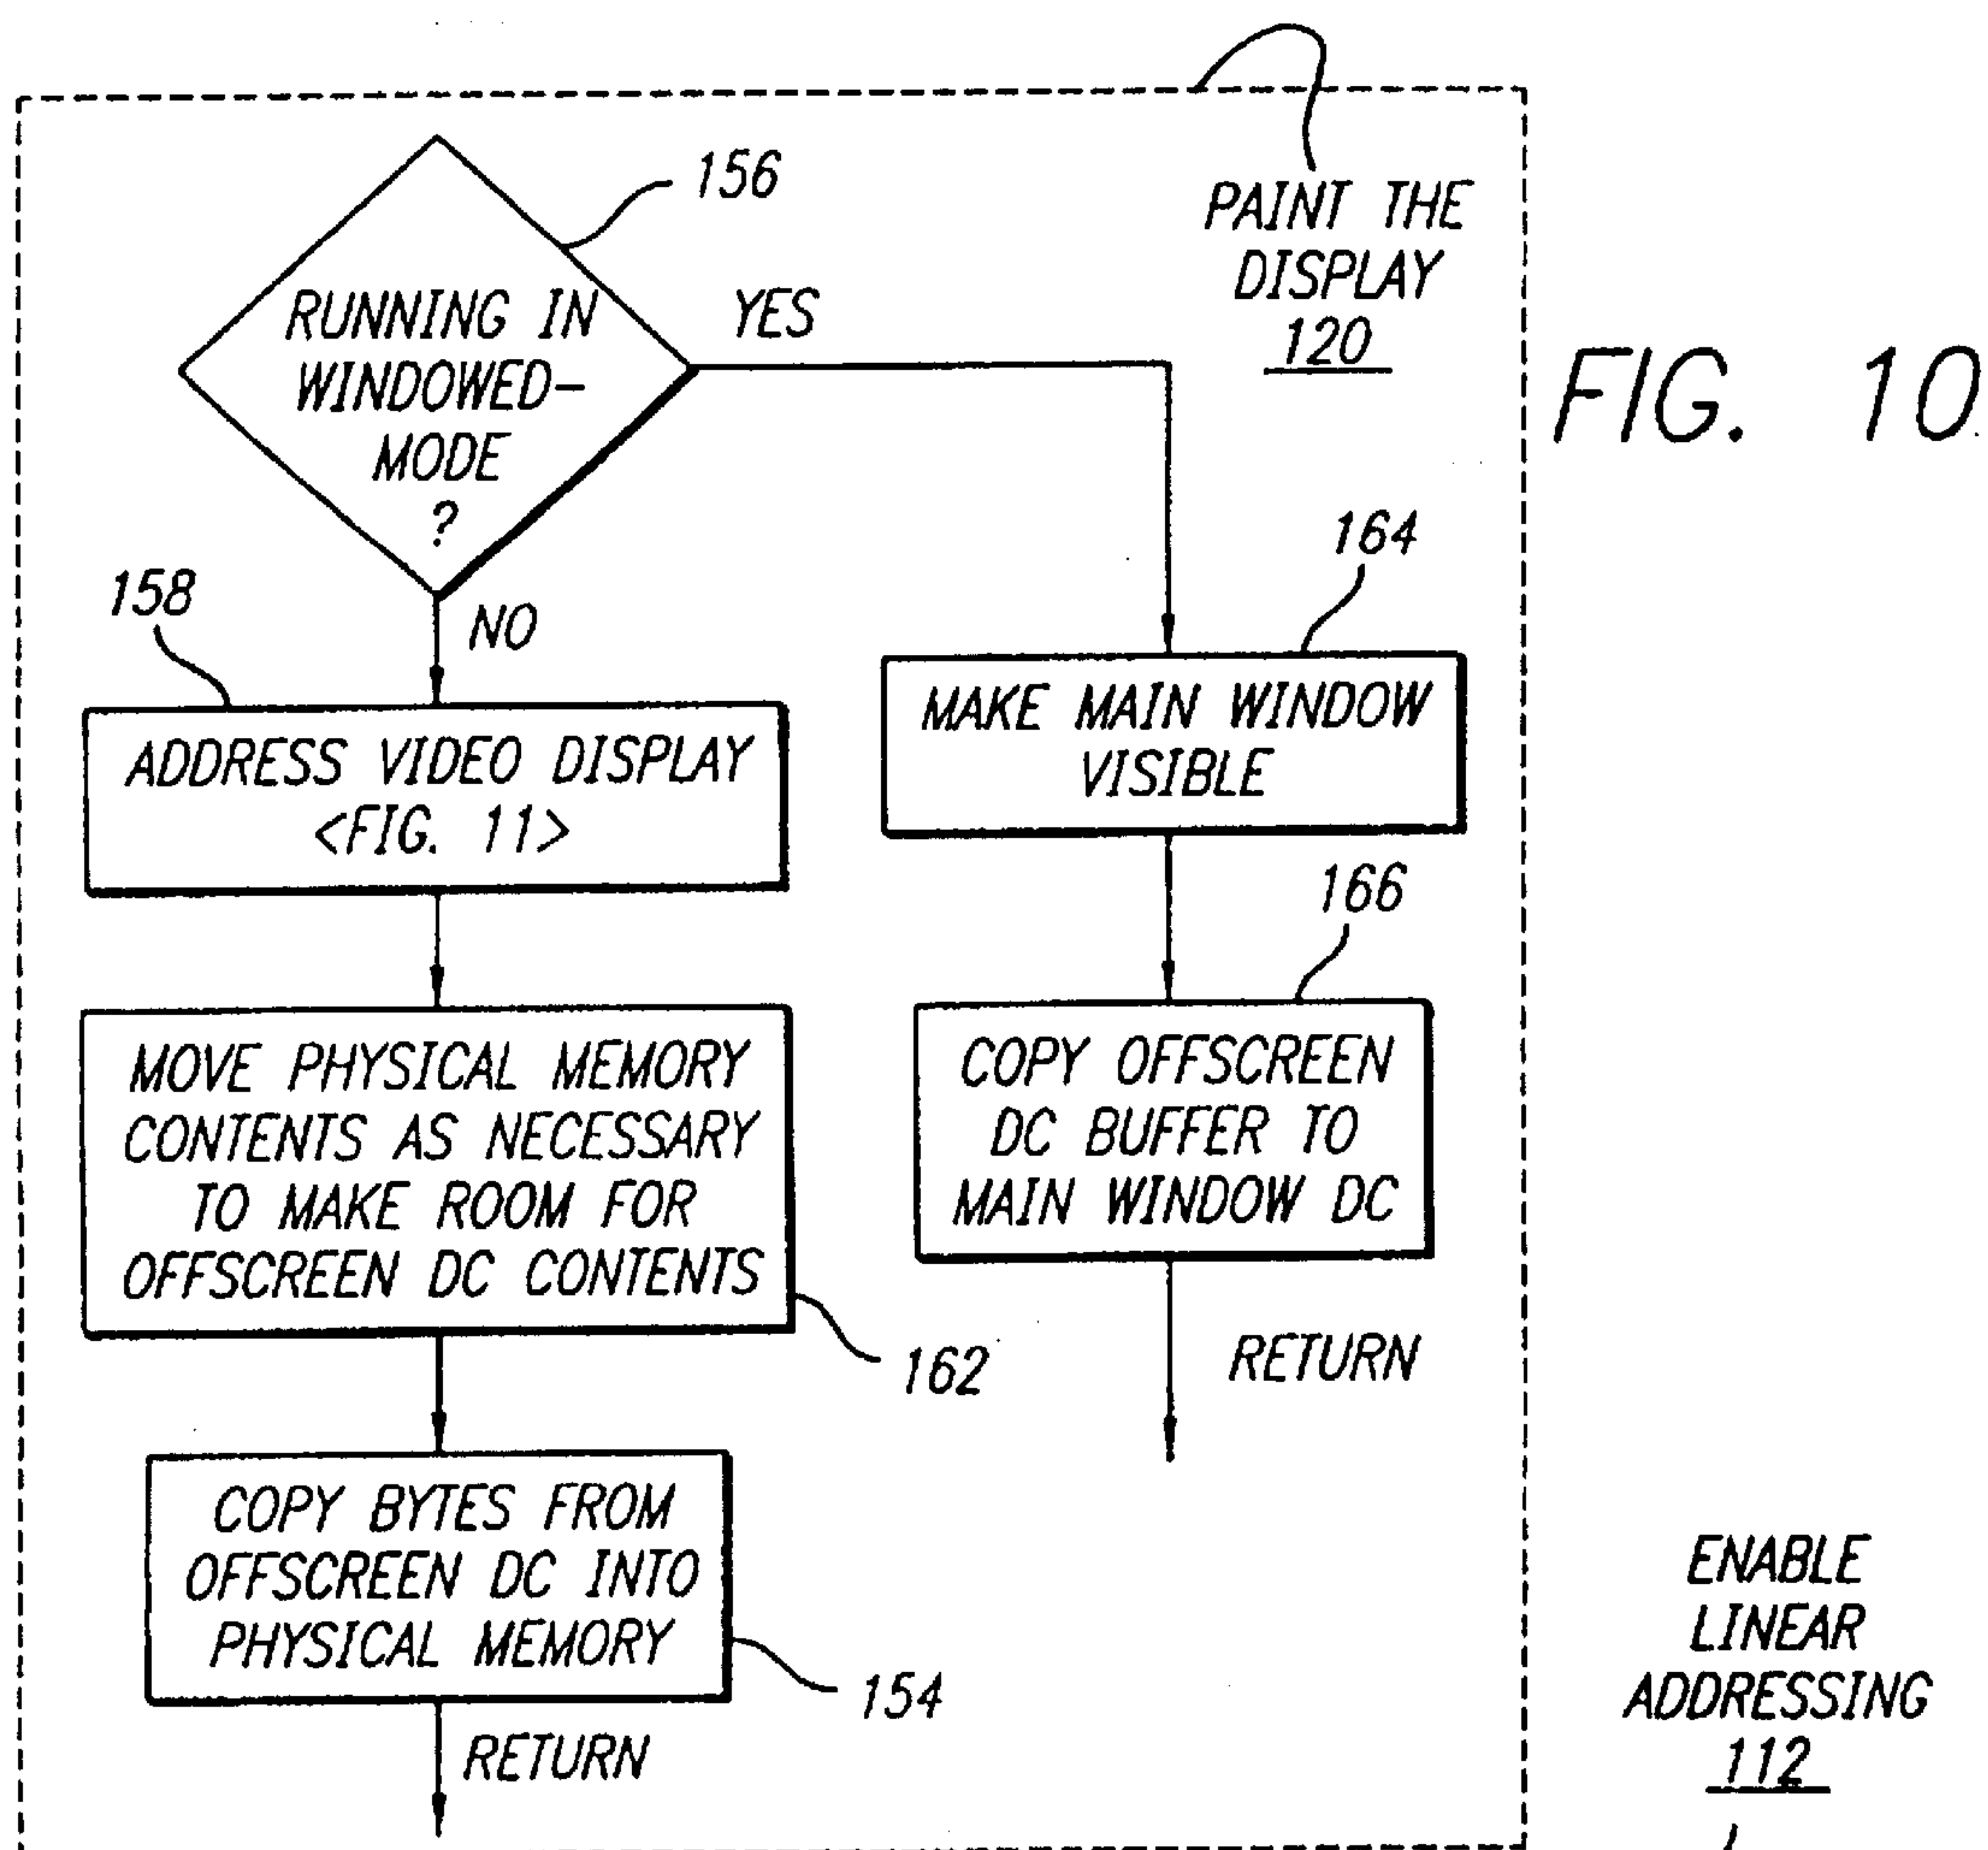 156
RUNNING IN
WINDOWED-
MODE
?
YES
NO
PAINT THE
DISPLAY
120
FIG. 10
158
ADDRESS VIDEO DISPLAY
<FIG. 11>
164
MAKE MAIN WINDOW
VISIBLE
166
MOVE PHYSICAL MEMORY
CONTENTS AS NECESSARY
TO MAKE ROOM FOR
OFFSCREEN DC CONTENTS
162
COPY OFFSCREEN
DC BUFFER TO
MAIN WINDOW DC
RETURN
COPY BYTES FROM
OFFSCREEN DC INTO
PHYSICAL MEMORY
154
RETURN
ENABLE
LINEAR
ADDRESSING
112